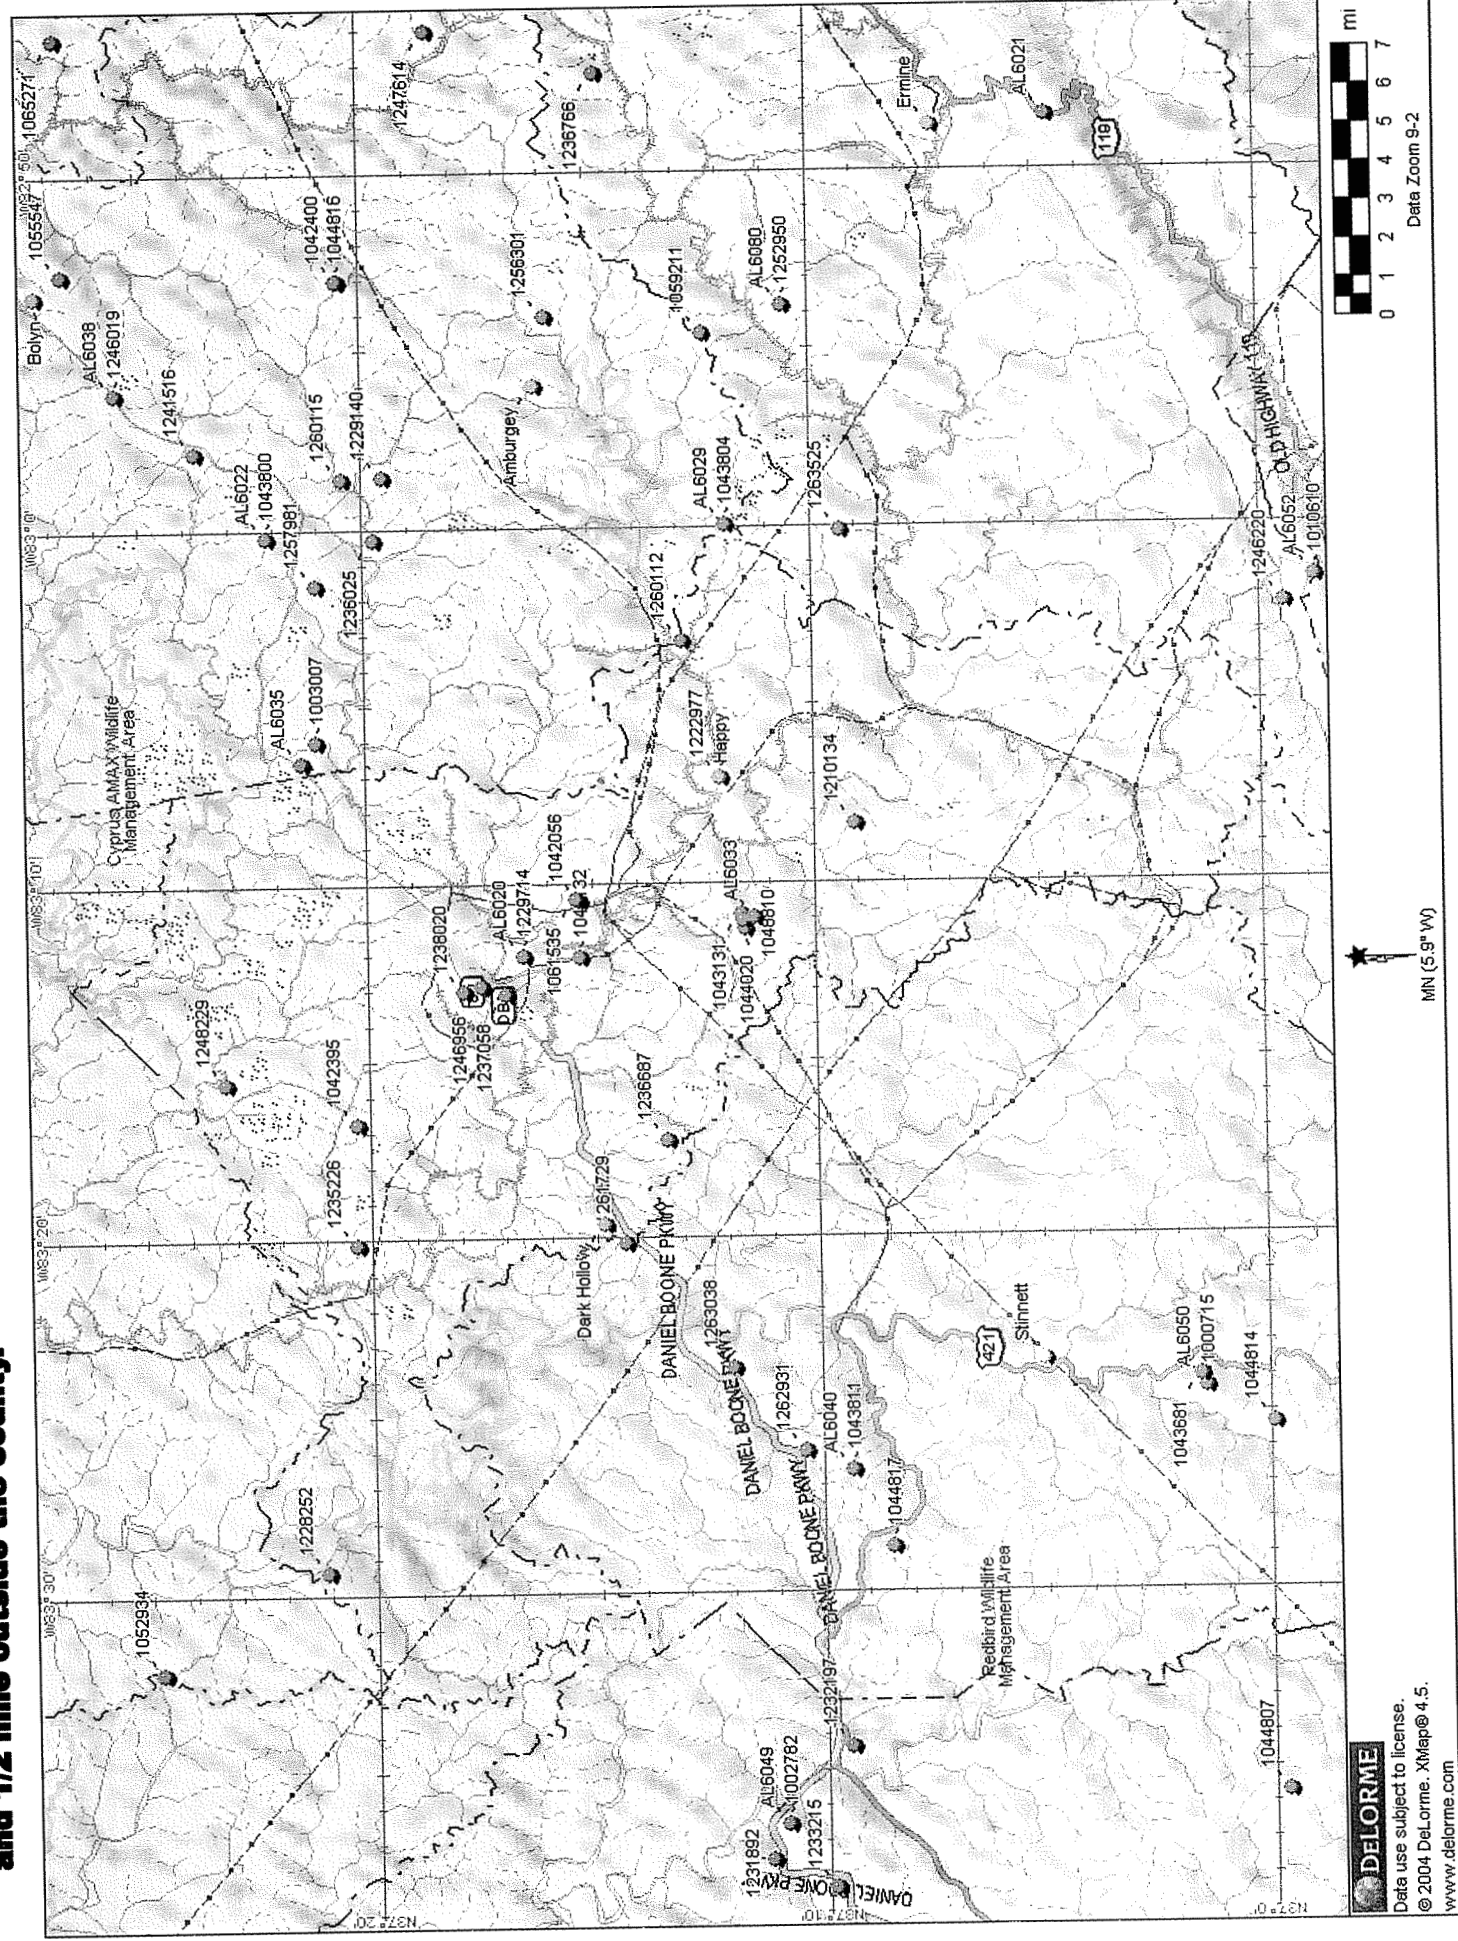 and 1/2 mile outside the county.
W83°30'
W83°20'
W83°10'
W83°0'
1065271
1055547
Bolyn
AL6038
1246019
1241516
1247614
1236766
1042400
1044816
1256301
1260115
1229140
AL6022
1043800
1257981
1236025
Amburgey
1059211
AL6080
1252950
Ermine
AL6021
119
AL6029
1043804
1263525
1260112
AL6035
1003007
Cyprus AMAX Wildlife
Management Area
1222977
Happy
1210134
1246220
AL6052
1010610
OLD HIGHWAY 119
1042056
AL6020
1229714
1061535
1238020
1246956
1237058
DB
AL6033
1048810
1043131
1044020
1248229
1042395
1235226
1236687
Dark Hollow
DANIEL BOONE PKWY
1263038
DANIEL BOONE PKWY
1262931
AL6040
1043811
DANIEL BOONE PKWY
1044817
DANIEL BOONE PKWY
421
Stinnett
AL6050
1000715
1043681
1044814
1228252
1052934
Redbird Wildlife
Management Area
1232197
AL6049
1002782
1231892
1233215
DANIEL BOONE PKWY
DANIEL
1044807
N37°20'
N37°10'
N37°0'
DELORME
Data use subject to license.
© 2004 DeLorme. XMap® 4.5.
www.delorme.com
MN (5.9° W)
mi
0 1 2 3 4 5 6 7
Data Zoom 9-2